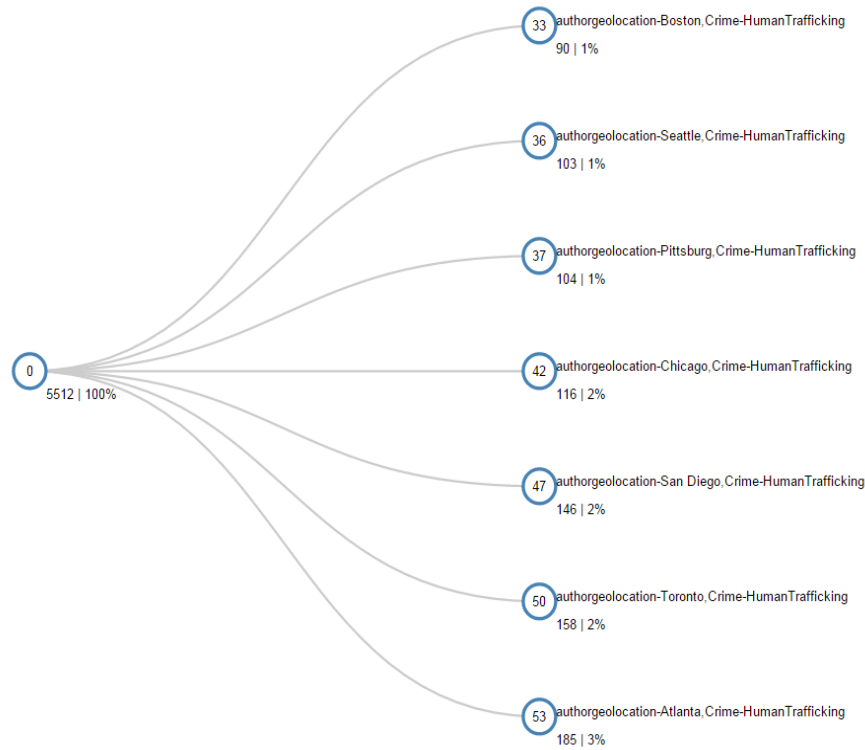 33 authorgeolocation-Boston,Crime-HumanTrafficking
90 | 1%
36 authorgeolocation-Seattle,Crime-HumanTrafficking
103 | 1%
37 authorgeolocation-Pittsburg,Crime-HumanTrafficking
104 | 1%
0
5512 | 100%
42 authorgeolocation-Chicago,Crime-HumanTrafficking
116 | 2%
47 authorgeolocation-San Diego,Crime-HumanTrafficking
146 | 2%
50 authorgeolocation-Toronto,Crime-HumanTrafficking
158 | 2%
53 authorgeolocation-Atlanta,Crime-HumanTrafficking
185 | 3%